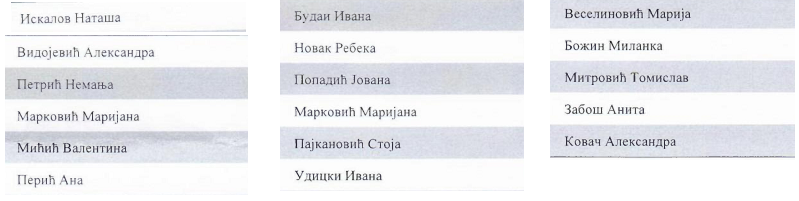 Искалов Наташа
Видојевић Александра
Петрић Немања
Марковић Маријана
Мићић Валентина
Перић Ана
Будаи Ивана
Новак Ребека
Попадић Јована
Марковић Маријана
Пајкановић Стоја
Удицки Ивана
Веселиновић Марија
Божин Миланка
Митровић Томислав
Забош Анита
Ковач Александра